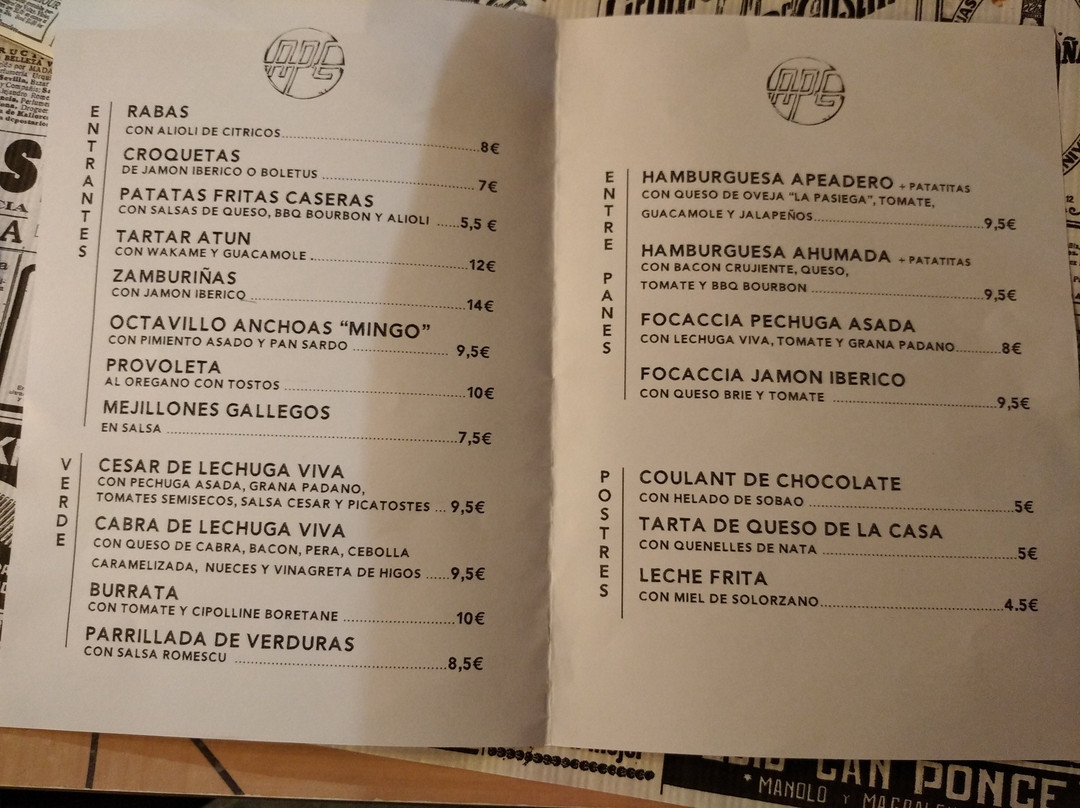 ENTRANTES
RABAS
CON ALIOLI DE CITRICOS..........8€
CROQUETAS
DE JAMON IBERICO O BOLETUS ..........7€
PATATAS FRITAS CASERAS
CON SALSAS DE QUESO, BBQ BOURBON Y ALIOLI .....5,5 €
TARTAR ATUN
CON WAKAME Y GUACAMOLE ..........12€
ZAMBURIÑAS
CON JAMON IBERICO ..........14€
OCTAVILLO ANCHOAS “MINGO”
CON PIMIENTO ASADO Y PAN SARDO .......... 9,5€
PROVOLETA
AL OREGANO CON TOSTOS ..........10€
MEJILLONES GALLEGOS
EN SALSA ..........7,5€
VERDE
CESAR DE LECHUGA VIVA
CON PECHUGA ASADA, GRANA PADANO,
TOMATES SEMISECOS, SALSA CESAR Y PICATOSTES ... 9,5€
CABRA DE LECHUGA VIVA
CON QUESO DE CABRA, BACON, PERA, CEBOLLA
CARAMELIZADA, NUECES Y VINAGRETA DE HIGOS ......9,5€
BURRATA
CON TOMATE Y CIPOLLINE BORETANE ..........10€
PARRILLADA DE VERDURAS
CON SALSA ROMESCU ..........8,5€
ENTRE PANES
HAMBURGUESA APEADERO + PATATITAS
CON QUESO DE OVEJA “LA PASIEGA”, TOMATE,
GUACAMOLE Y JALAPEÑOS..........9,5€
HAMBURGUESA AHUMADA + PATATITAS
CON BACON CRUJIENTE, QUESO,
TOMATE Y BBQ BOURBON ..........9,5€
FOCACCIA PECHUGA ASADA
CON LECHUGA VIVA, TOMATE Y GRANA PADANO..........8€
FOCACCIA JAMON IBERICO
CON QUESO BRIE Y TOMATE ..........9,5€
POSTRES
COULANT DE CHOCOLATE
CON HELADO DE SOBAO ..........5€
TARTA DE QUESO DE LA CASA
CON QUENELLES DE NATA ..........5€
LECHE FRITA
CON MIEL DE SOLORZANO..........4.5€
CAN PONCE
* MANOLO Y